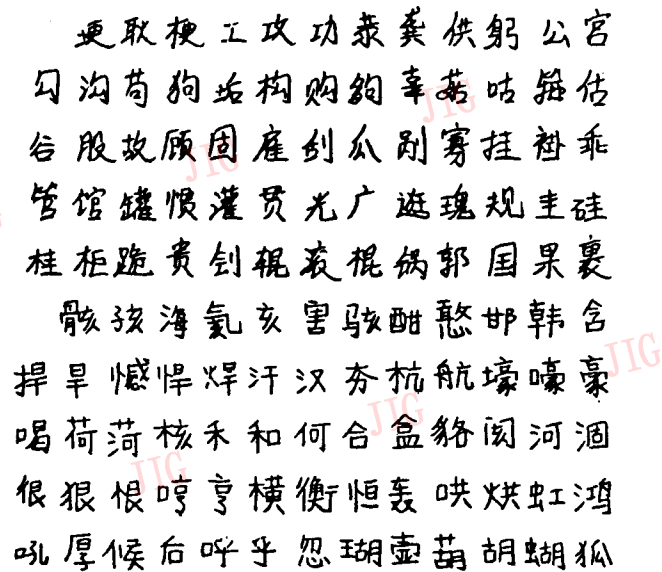 埂耿梗工攻功恭龚供躬公宫
勾沟苟狗垢构购够辜菇咕箍估
谷股故顾固雇刮瓜剐寡挂褂乖
管馆罐惯灌贯光广逛瑰规圭硅
桂柜跪贵刽辊滚棍锅郭国果裹
骸孩海氦亥害骇酣憨邯韩含
捍旱憾悍焊汗汉夯杭航壕嚎豪
喝荷菏核禾和何合盒貉阂河涸
很狠恨哼亨横衡恒轰哄烘虹鸿
吼厚候后呼乎忽瑚壶葫胡蝴狐
JIG
JIG
JIG
JIG
JIG